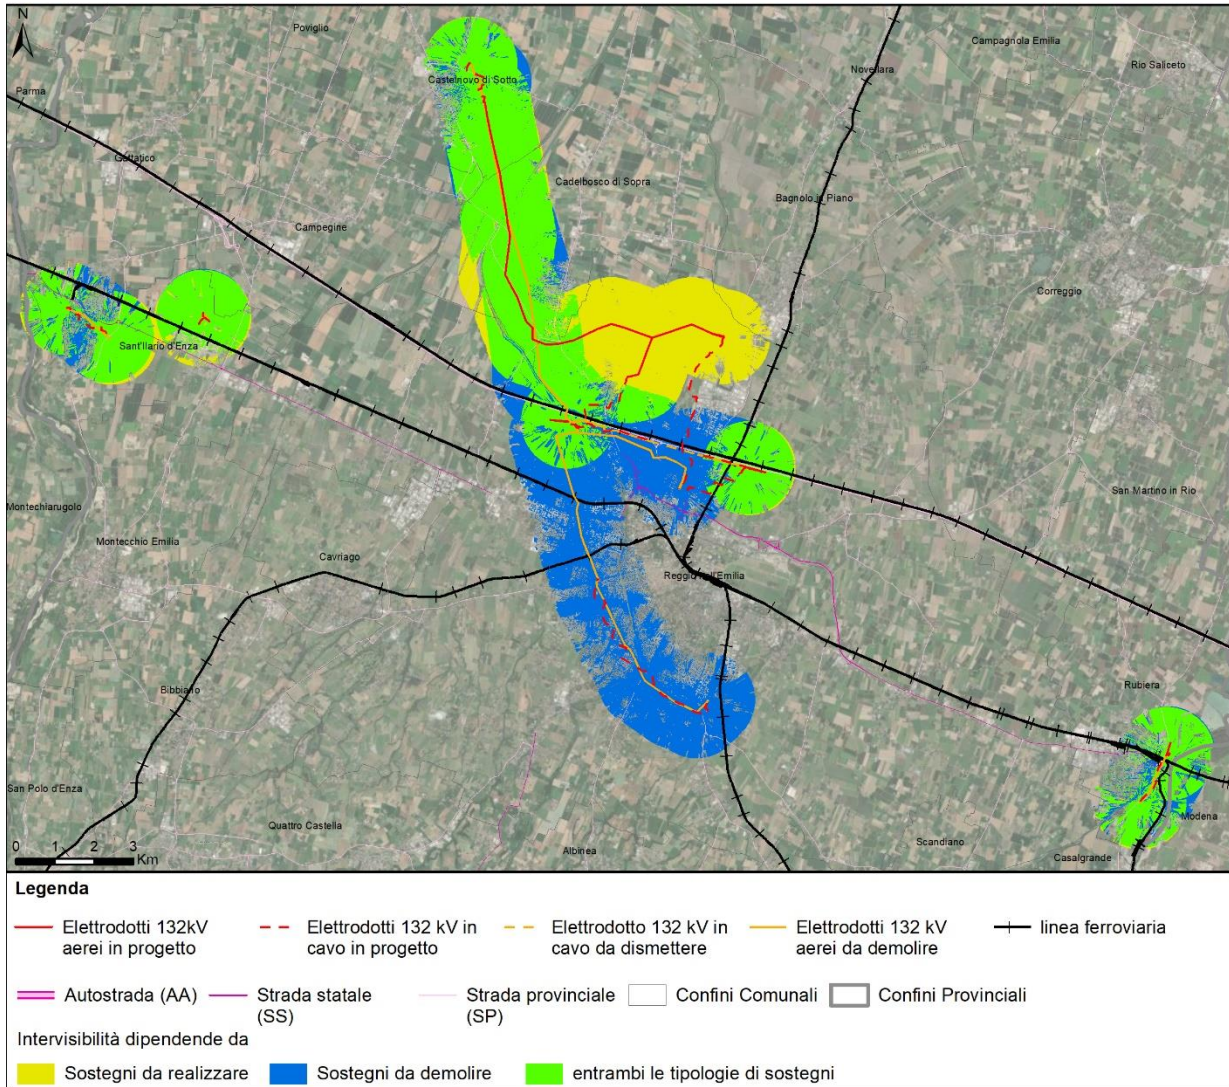 N
Poviglio
Campagnola Emilia
Rio Saliceto
Novellara
Castelnovo di Sotto
Parma
Gattatico
Cadelbosco di Sopra
Bagnolo in Piano
Campegine
Correggio
Sant'Ilario d'Enza
San Martino in Rio
Montechiarugolo
Montecchio Emilia
Cavriago
Reggio nell'Emilia
Rubiera
Bibbiano
San Polo d'Enza
Modena
Quattro Castella
Albinea
Scandiano
Casalgrande
0 1 2 3
Km
Legenda
Elettrodotti 132kV
aerei in progetto
Elettrodotti 132 kV in
cavo in progetto
Elettrodotto 132 kV in
cavo da dismettere
Elettrodotti 132 kV
aerei da demolire
linea ferroviaria
Autostrada (AA)
Strada statale
(SS)
Strada provinciale
(SP)
Confini Comunali
Confini Provinciali
Intervisibilità dipendende da
Sostegni da realizzare
Sostegni da demolire
entrambi le tipologie di sostegni